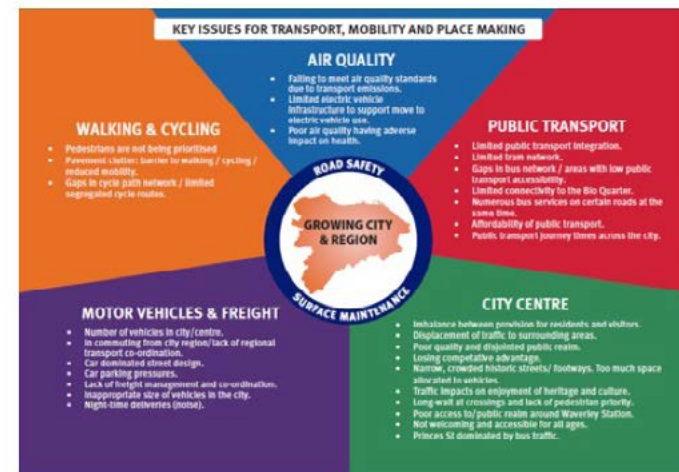 KEY ISSUES FOR TRANSPORT, MOBILITY AND PLACE MAKING
AIR QUALITY
• Failing to meet air quality standards
due to transport emissions.
• Limited electric vehicle
infrastructure to support move to
electric vehicle use.
• Poor air quality having adverse
impact on health.
WALKING & CYCLING
• Pedestrians are not being prioritised
• Pavement clutter: barrier to walking / cycling /
reduced mobility.
• Gaps in cycle path network / limited
segregated cycle routes.
PUBLIC TRANSPORT
• Limited public transport integration.
• Limited tram network.
• Gaps in bus network / areas with low public
transport accessibility.
• Limited connectivity to the Bio Quarter.
• Numerous bus services on certain roads at the
same time.
• Affordability of public transport.
• Public transport journey times across the city.
ROAD SAFETY
GROWING CITY
& REGION
SURFACE MAINTENANCE
MOTOR VEHICLES & FREIGHT
• Number of vehicles in city/centre.
• In commuting from city region/lack of regional
transport co-ordination.
• Car dominated street design.
• Car parking pressures.
• Lack of freight management and co-ordination.
• Inappropriate size of vehicles in the city.
• Night-time deliveries (noise).
CITY CENTRE
• Imbalance between provision for residents and visitors.
• Displacement of traffic to surrounding areas.
• Poor quality and disjointed public realm.
• Losing competative advantage.
• Narrow, crowded historic streets/ footways. Too much space
allocated to vehicles.
• Traffic impacts on enjoyment of heritage and culture.
• Long-wait at crossings and lack of pedestrian priority.
• Poor access to/public realm around Waverley Station.
• Not welcoming and accessible for all ages.
• Princes St dominated by bus traffic.